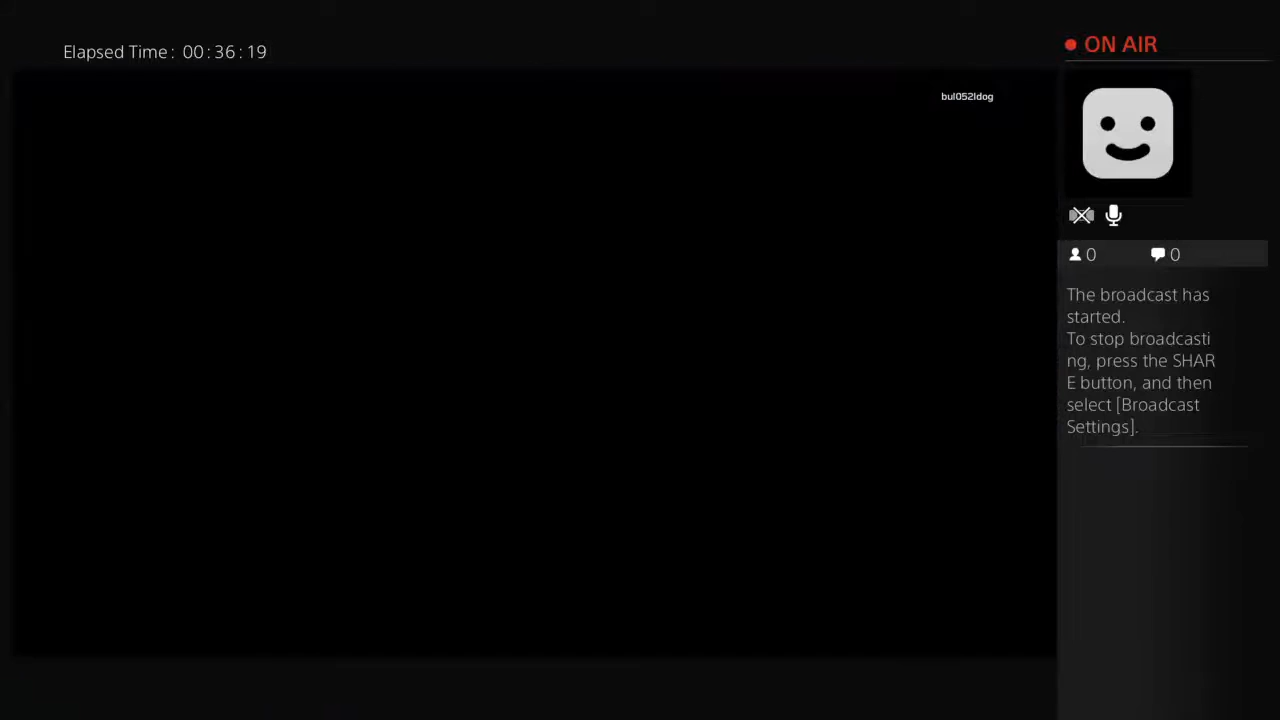 Elapsed Time: 00:36:19
ON AIR
bul052ldog
0 0
The broadcast has
started.
To stop broadcasti
ng, press the SHAR
E button, and then
select [Broadcast
Settings].